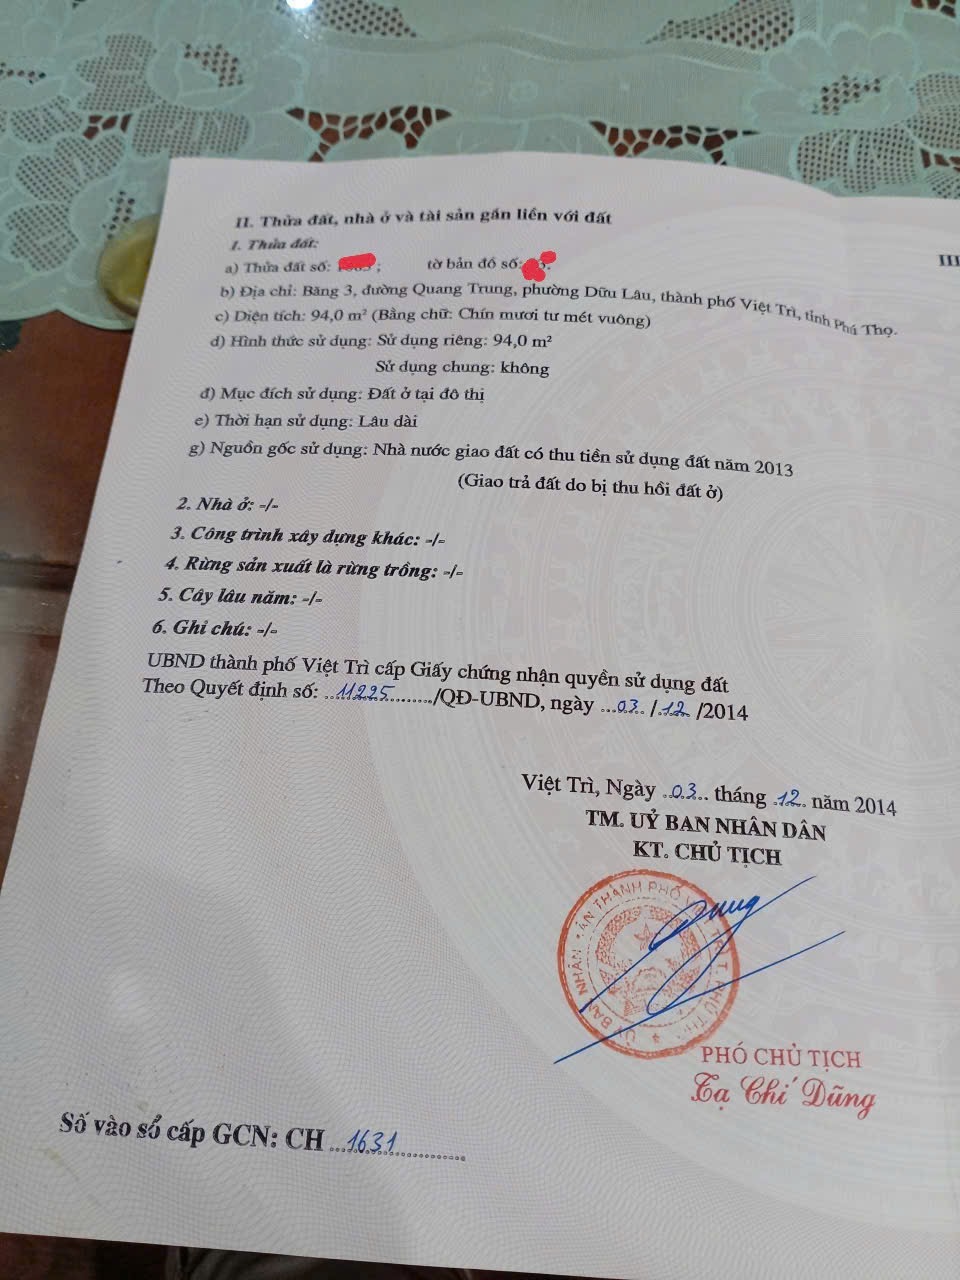 II. Thửa đất, nhà ở và tài sản gắn liền với đất
III
1. Thửa đất:
a) Thửa đất số: ; tờ bản đồ số: .
b) Địa chỉ: Băng 3, đường Quang Trung, phường Dữu Lâu, thành phố Việt Trì, tỉnh Phú Thọ.
c) Diện tích: 94,0 m² (Bằng chữ: Chín mươi tư mét vuông)
d) Hình thức sử dụng: Sử dụng riêng: 94,0 m²
Sử dụng chung: không
đ) Mục đích sử dụng: Đất ở tại đô thị
e) Thời hạn sử dụng: Lâu dài
g) Nguồn gốc sử dụng: Nhà nước giao đất có thu tiền sử dụng đất năm 2013
(Giao trả đất do bị thu hồi đất ở)
2. Nhà ở: -/-
3. Công trình xây dựng khác: -/-
4. Rừng sản xuất là rừng trồng: -/-
5. Cây lâu năm: -/-
6. Ghi chú: -/-
UBND thành phố Việt Trì cấp Giấy chứng nhận quyền sử dụng đất
Theo Quyết định số: ...11225........../QĐ-UBND, ngày ...03.. /.12. /2014
Việt Trì, Ngày ..03... tháng .12.. năm 2014
TM. UỶ BAN NHÂN DÂN
KT. CHỦ TỊCH
ỦY BAN NHÂN THÀNH PHỐ T. PHÚ
PHÓ CHỦ TỊCH
Tạ Chí Dũng
Số vào sổ cấp GCN: CH ...1631..............